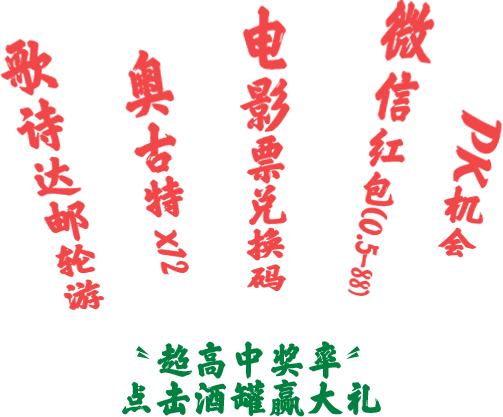 歌诗达邮轮游
奥古特 x12
电影票兑换码
微信红包(0.5-88)
PK机会
超高中奖率
点击酒罐赢大礼